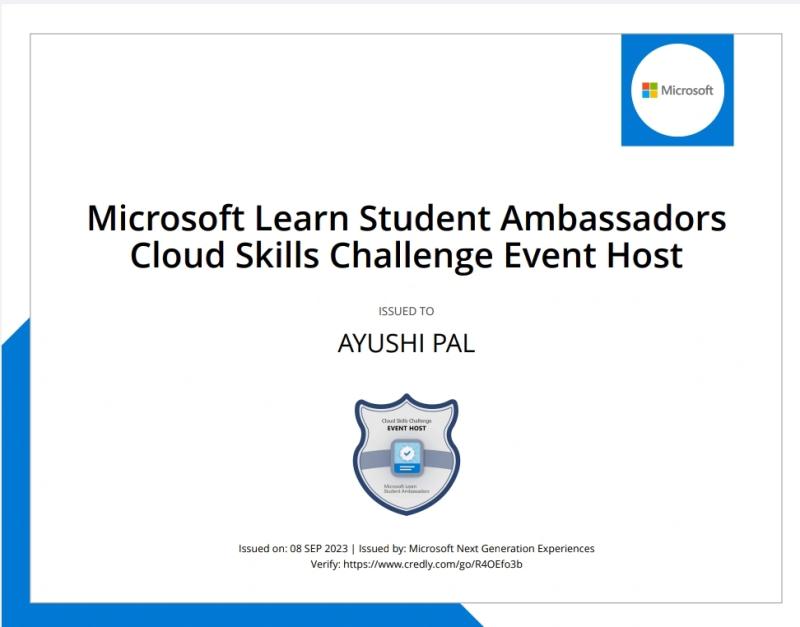 Microsoft
Microsoft Learn Student Ambassadors
Cloud Skills Challenge Event Host
ISSUED TO
AYUSHI PAL
Cloud Skills Challenge
EVENT HOST
Microsoft Learn
Student Ambassadors
Issued on: 08 SEP 2023 | Issued by: Microsoft Next Generation Experiences
Verify: https://www.credly.com/go/R4OEfo3b